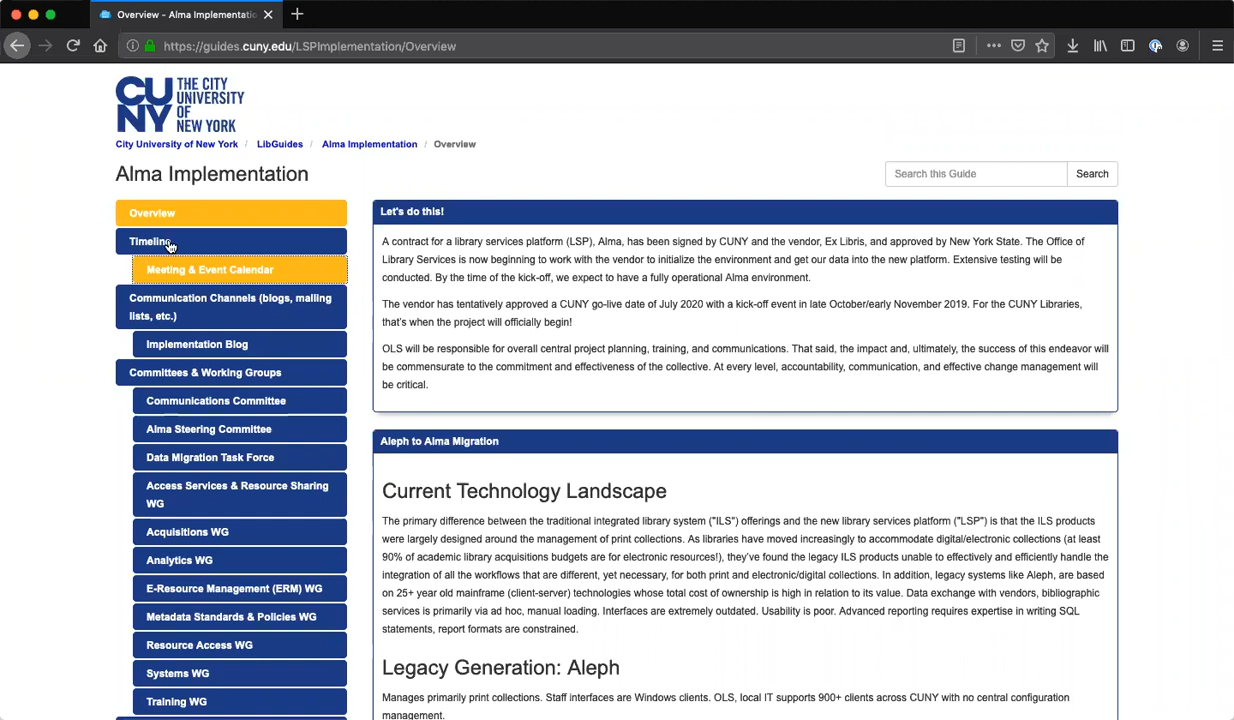 Overview - Alma Implementatio
https://guides.cuny.edu/LSPImplementation/Overview
CU
NY
THE CITY
UNIVERSITY
OF
NEW YORK
City University of New York / LibGuides / Alma Implementation / Overview
Alma Implementation
Search this Guide
Search
Overview
Timeline
Meeting & Event Calendar
Communication Channels (blogs, mailing
lists, etc.)
Implementation Blog
Committees & Working Groups
Communications Committee
Alma Steering Committee
Data Migration Task Force
Access Services & Resource Sharing
WG
Acquisitions WG
Analytics WG
E-Resource Management (ERM) WG
Metadata Standards & Policies WG
Resource Access WG
Systems WG
Training WG
Let's do this!
A contract for a library services platform (LSP), Alma, has been signed by CUNY and the vendor, Ex Libris, and approved by New York State. The Office of
Library Services is now beginning to work with the vendor to initialize the environment and get our data into the new platform. Extensive testing will be
conducted. By the time of the kick-off, we expect to have a fully operational Alma environment.
The vendor has tentatively approved a CUNY go-live date of July 2020 with a kick-off event in late October/early November 2019. For the CUNY Libraries,
that's when the project will officially begin!
OLS will be responsible for overall central project planning, training, and communications. That said, the impact and, ultimately, the success of this endeavor will
be commensurate to the commitment and effectiveness of the collective. At every level, accountability, communication, and effective change management will
be critical.
Aleph to Alma Migration
Current Technology Landscape
The primary difference between the traditional integrated library system ("ILS") offerings and the new library services platform ("LSP") is that the ILS products
were largely designed around the management of print collections. As libraries have moved increasingly to accommodate digital/electronic collections (at least
90% of academic library acquisitions budgets are for electronic resources!), they've found the legacy ILS products unable to effectively and efficiently handle the
integration of all the workflows that are different, yet necessary, for both print and electronic/digital collections. In addition, legacy systems like Aleph, are based
on 25+ year old mainframe (client-server) technologies whose total cost of ownership is high in relation to its value. Data exchange with vendors, bibliographic
services is primarily via ad hoc, manual loading. Interfaces are extremely outdated. Usability is poor. Advanced reporting requires expertise in writing SQL
statements, report formats are constrained.
Legacy Generation: Aleph
Manages primarily print collections. Staff interfaces are Windows clients. OLS, local IT supports 900+ clients across CUNY with no central configuration
management.